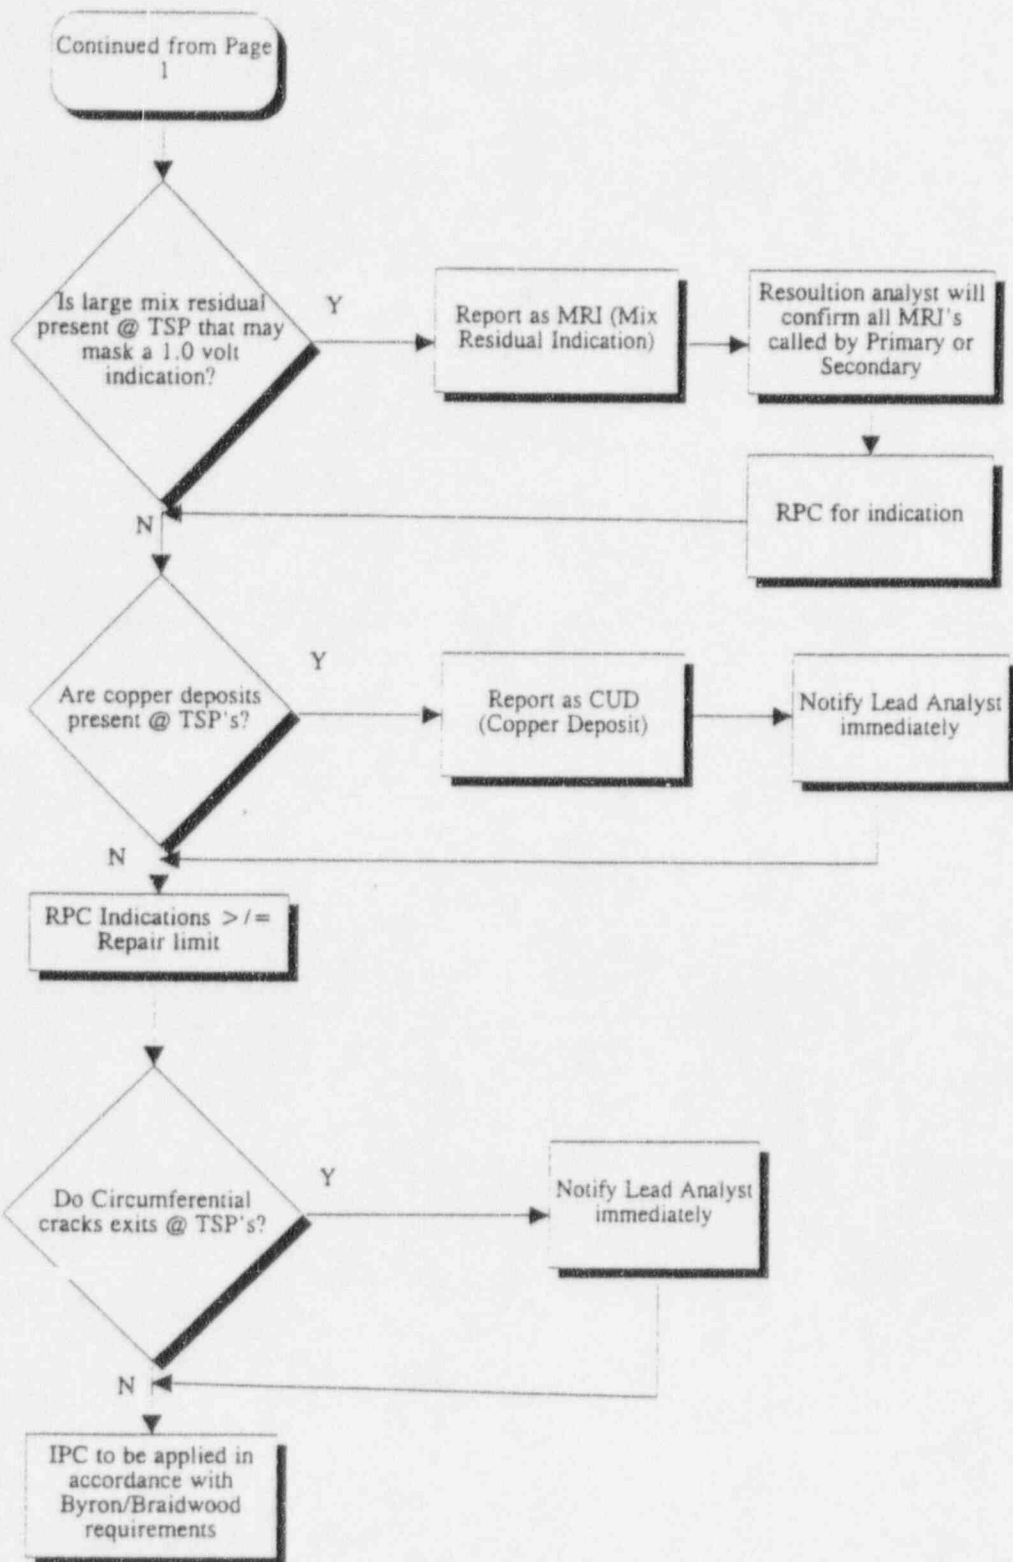 Continued from Page
1
Is large mix residual
present @ TSP that may
mask a 1.0 volt
indication?
Y
Report as MRI (Mix
Residual Indication)
Resoultion analyst will
confirm all MRI's
called by Primary or
Secondary
RPC for indication
N
Are copper deposits
present @ TSP's?
Y
Report as CUD
(Copper Deposit)
Notify Lead Analyst
immediately
N
RPC Indications >/=
Repair limit
Do Circumferential
cracks exits @ TSP's?
Y
Notify Lead Analyst
immediately
N
IPC to be applied in
accordance with
Byron/Braidwood
requirements